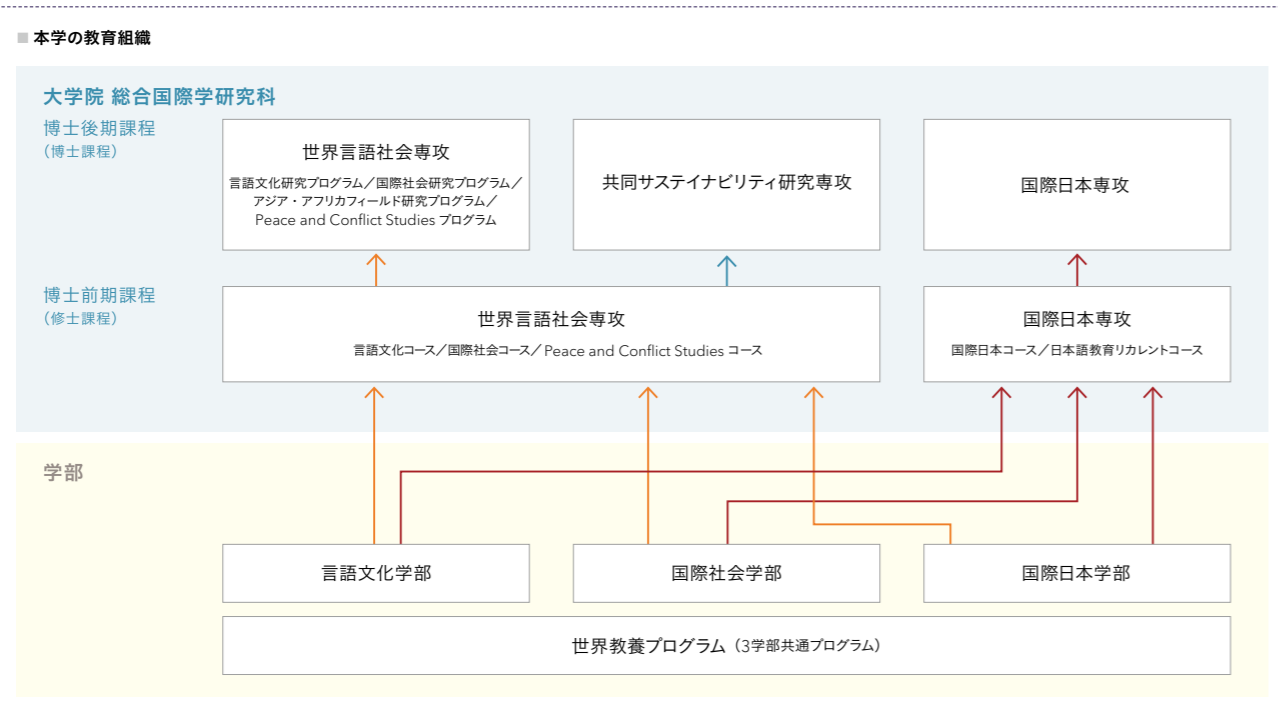 本学の教育組織
大学院 総合国際学研究科
博士後期課程
（博士課程）
世界言語社会専攻
言語文化研究プログラム／国際社会研究プログラム／
アジア・アフリカフィールド研究プログラム／
Peace and Conflict Studies プログラム
共同サステイナビリティ研究専攻
国際日本専攻
博士前期課程
（修士課程）
世界言語社会専攻
言語文化コース／国際社会コース／Peace and Conflict Studies コース
国際日本専攻
国際日本コース／日本語教育リカレントコース
学部
言語文化学部
国際社会学部
国際日本学部
世界教養プログラム（3学部共通プログラム）